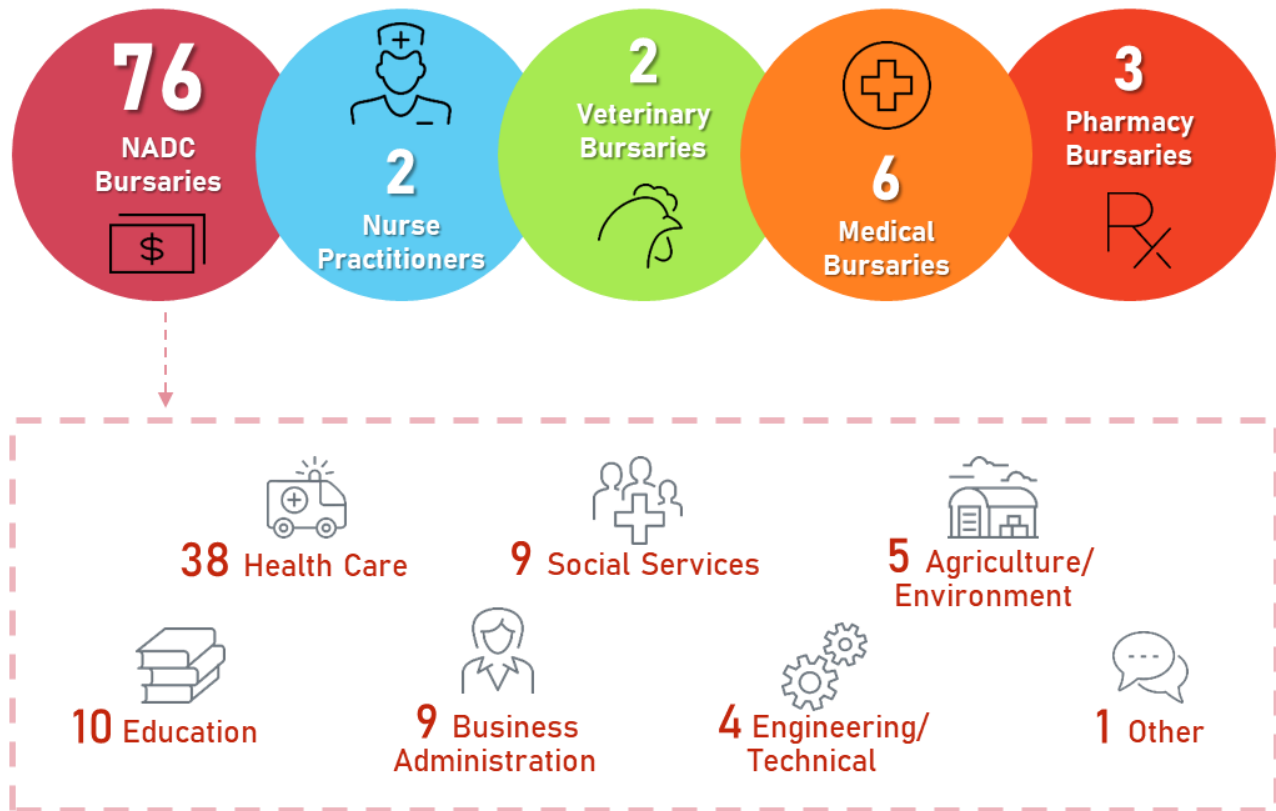 76
NADC
Bursaries
$
2
Nurse
Practitioners
2
Veterinary
Bursaries
6
Medical
Bursaries
3
Pharmacy
Bursaries
Rx
38 Health Care
9 Social Services
5 Agriculture/
Environment
10 Education
9 Business
Administration
4 Engineering/
Technical
1 Other